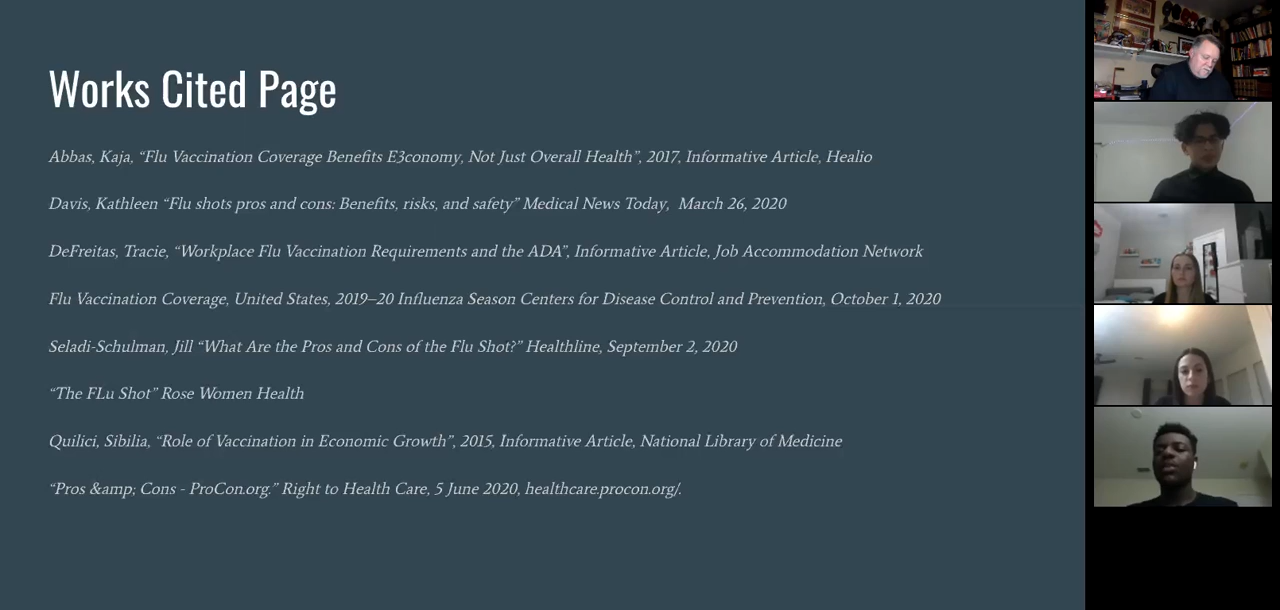 Works Cited Page
Abbas, Kaja, “Flu Vaccination Coverage Benefits E3conomy, Not Just Overall Health”, 2017, Informative Article, Healio
Davis, Kathleen “Flu shots pros and cons: Benefits, risks, and safety” Medical News Today,  March 26, 2020
DeFreitas, Tracie, “Workplace Flu Vaccination Requirements and the ADA”, Informative Article, Job Accommodation Network
Flu Vaccination Coverage, United States, 2019–20 Influenza Season Centers for Disease Control and Prevention, October 1, 2020
Seladi-Schulman, Jill “What Are the Pros and Cons of the Flu Shot?” Healthline, September 2, 2020
“The FLu Shot” Rose Women Health
Quilici, Sibilia, “Role of Vaccination in Economic Growth”, 2015, Informative Article, National Library of Medicine
“Pros &amp; Cons - ProCon.org.” Right to Health Care, 5 June 2020, healthcare.procon.org/.